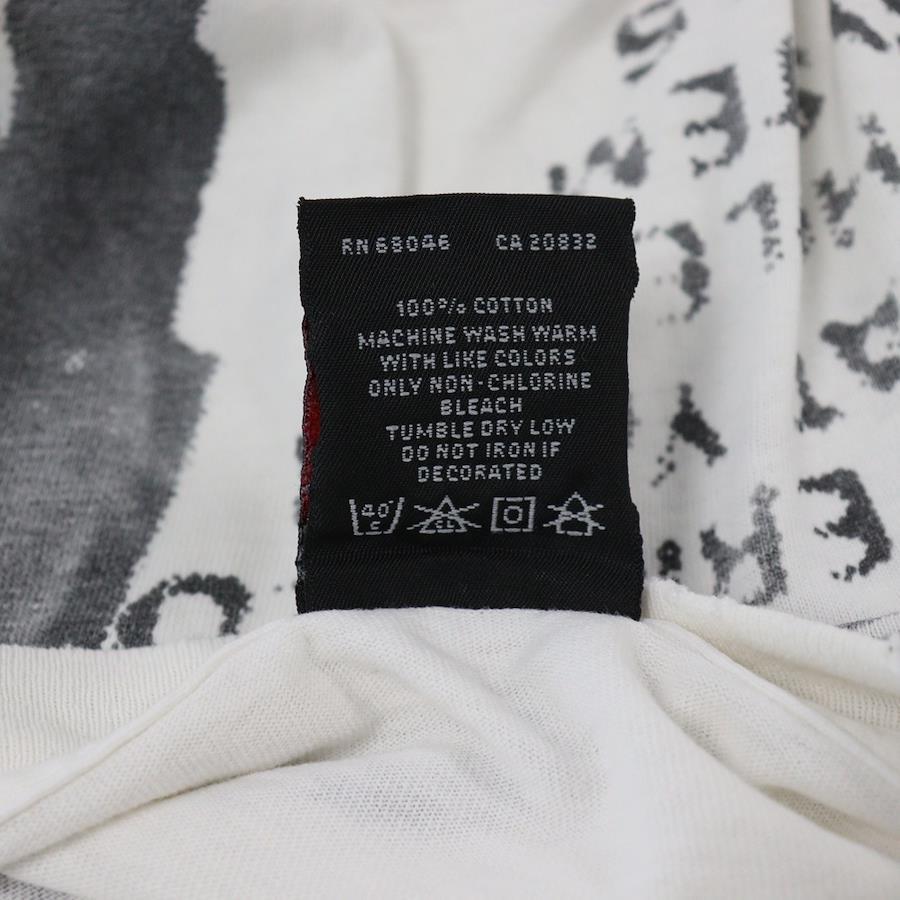 RN 68046 CA 20832
100% COTTON
MACHINE WASH WARM
WITH LIKE COLORS
ONLY NON-CHLORINE
BLEACH
TUMBLE DRY LOW
DO NOT IRON IF
DECORATED
40°
c
CL